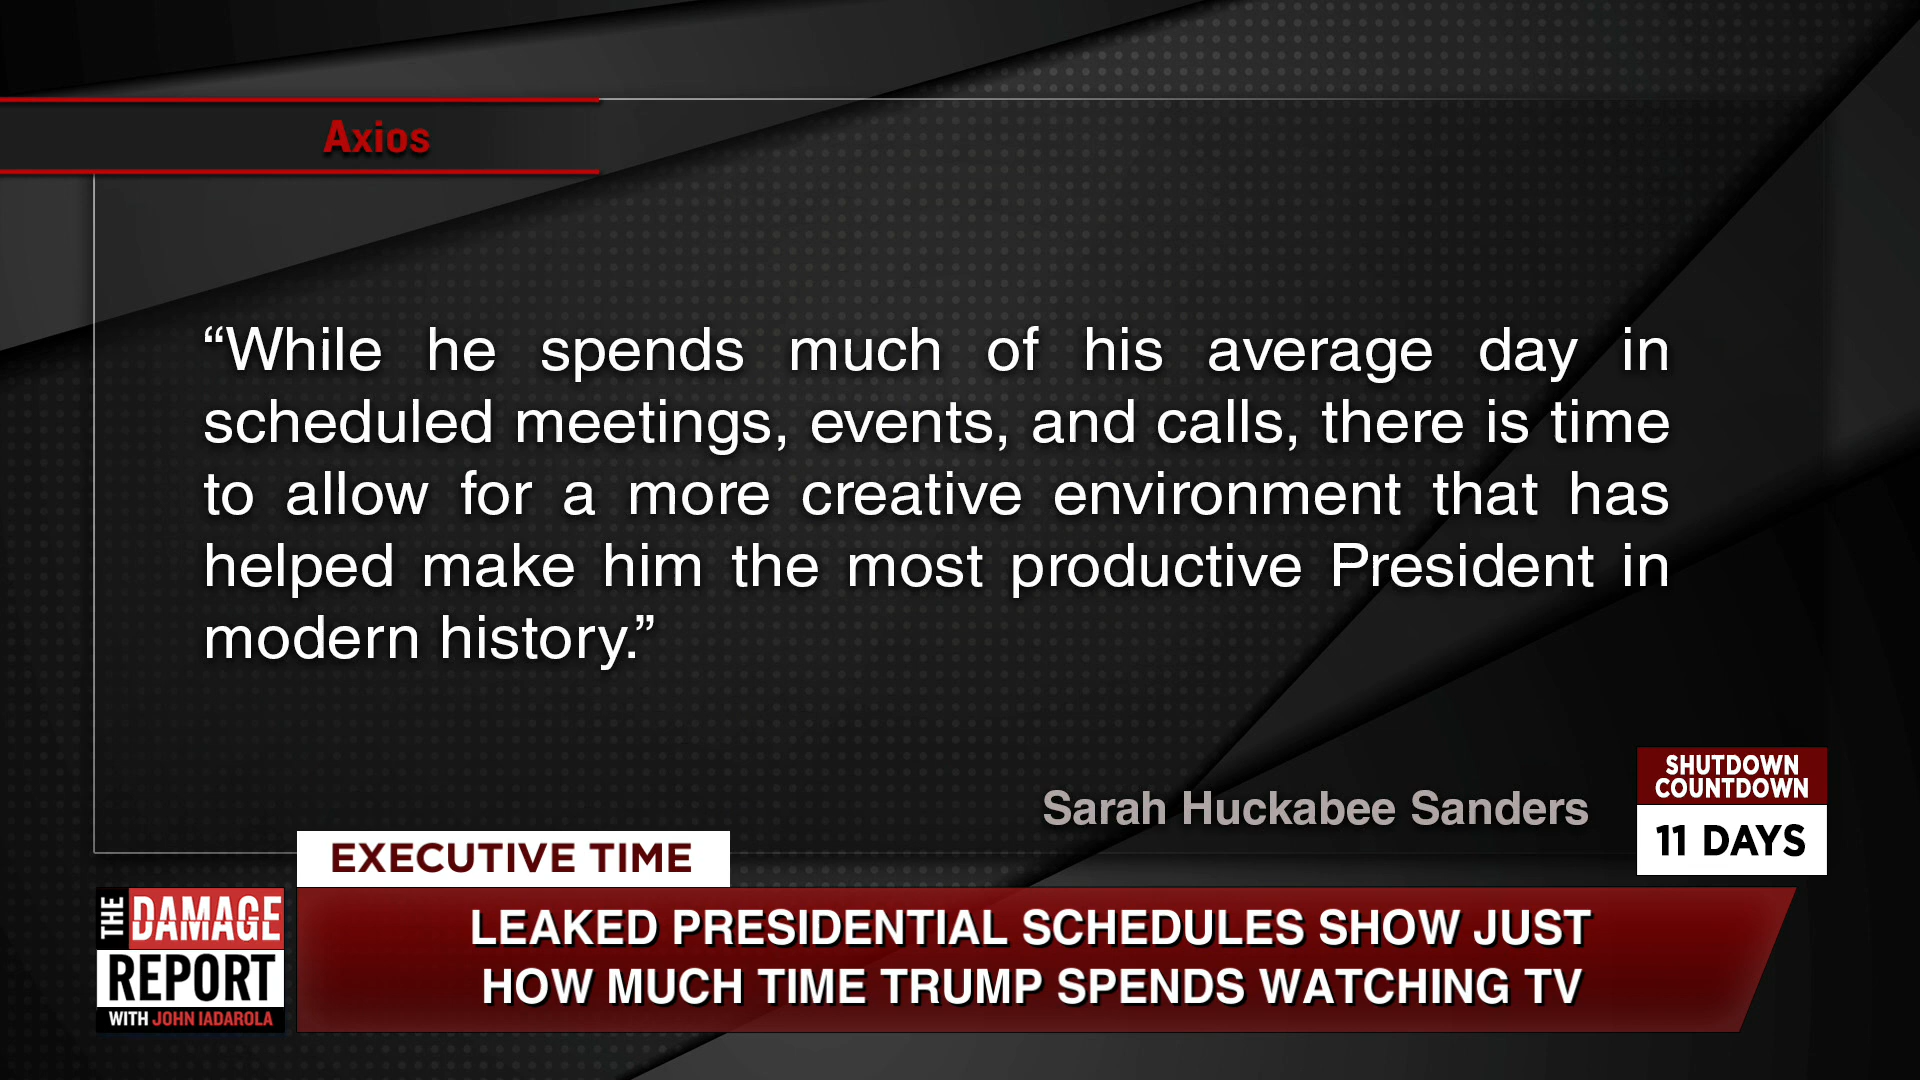 Axios
“While he spends much of his average day in
scheduled meetings, events, and calls, there is time
to allow for a more creative environment that has
helped make him the most productive President in
modern history.”
Sarah Huckabee Sanders
SHUTDOWN
COUNTDOWN
11 DAYS
EXECUTIVE TIME
LEAKED PRESIDENTIAL SCHEDULES SHOW JUST
HOW MUCH TIME TRUMP SPENDS WATCHING TV
THE DAMAGE
REPORT
WITH JOHN IADAROLA